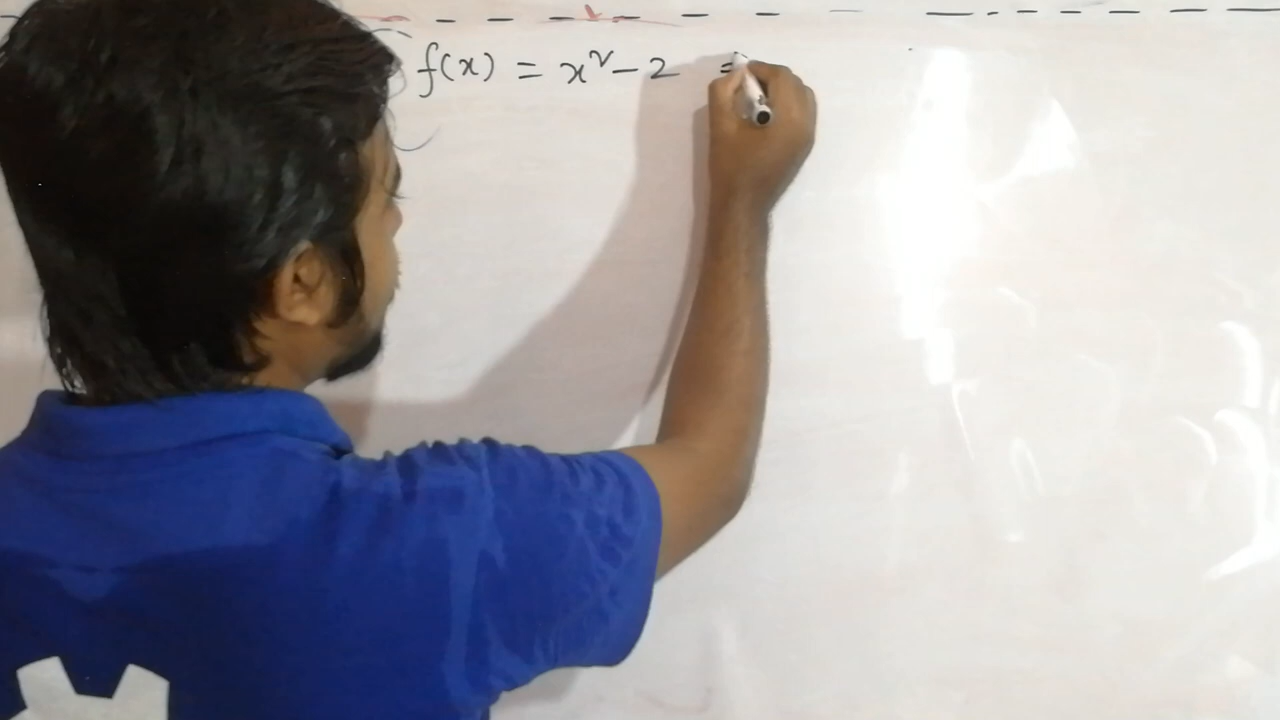 f(x) = x² - 2 =